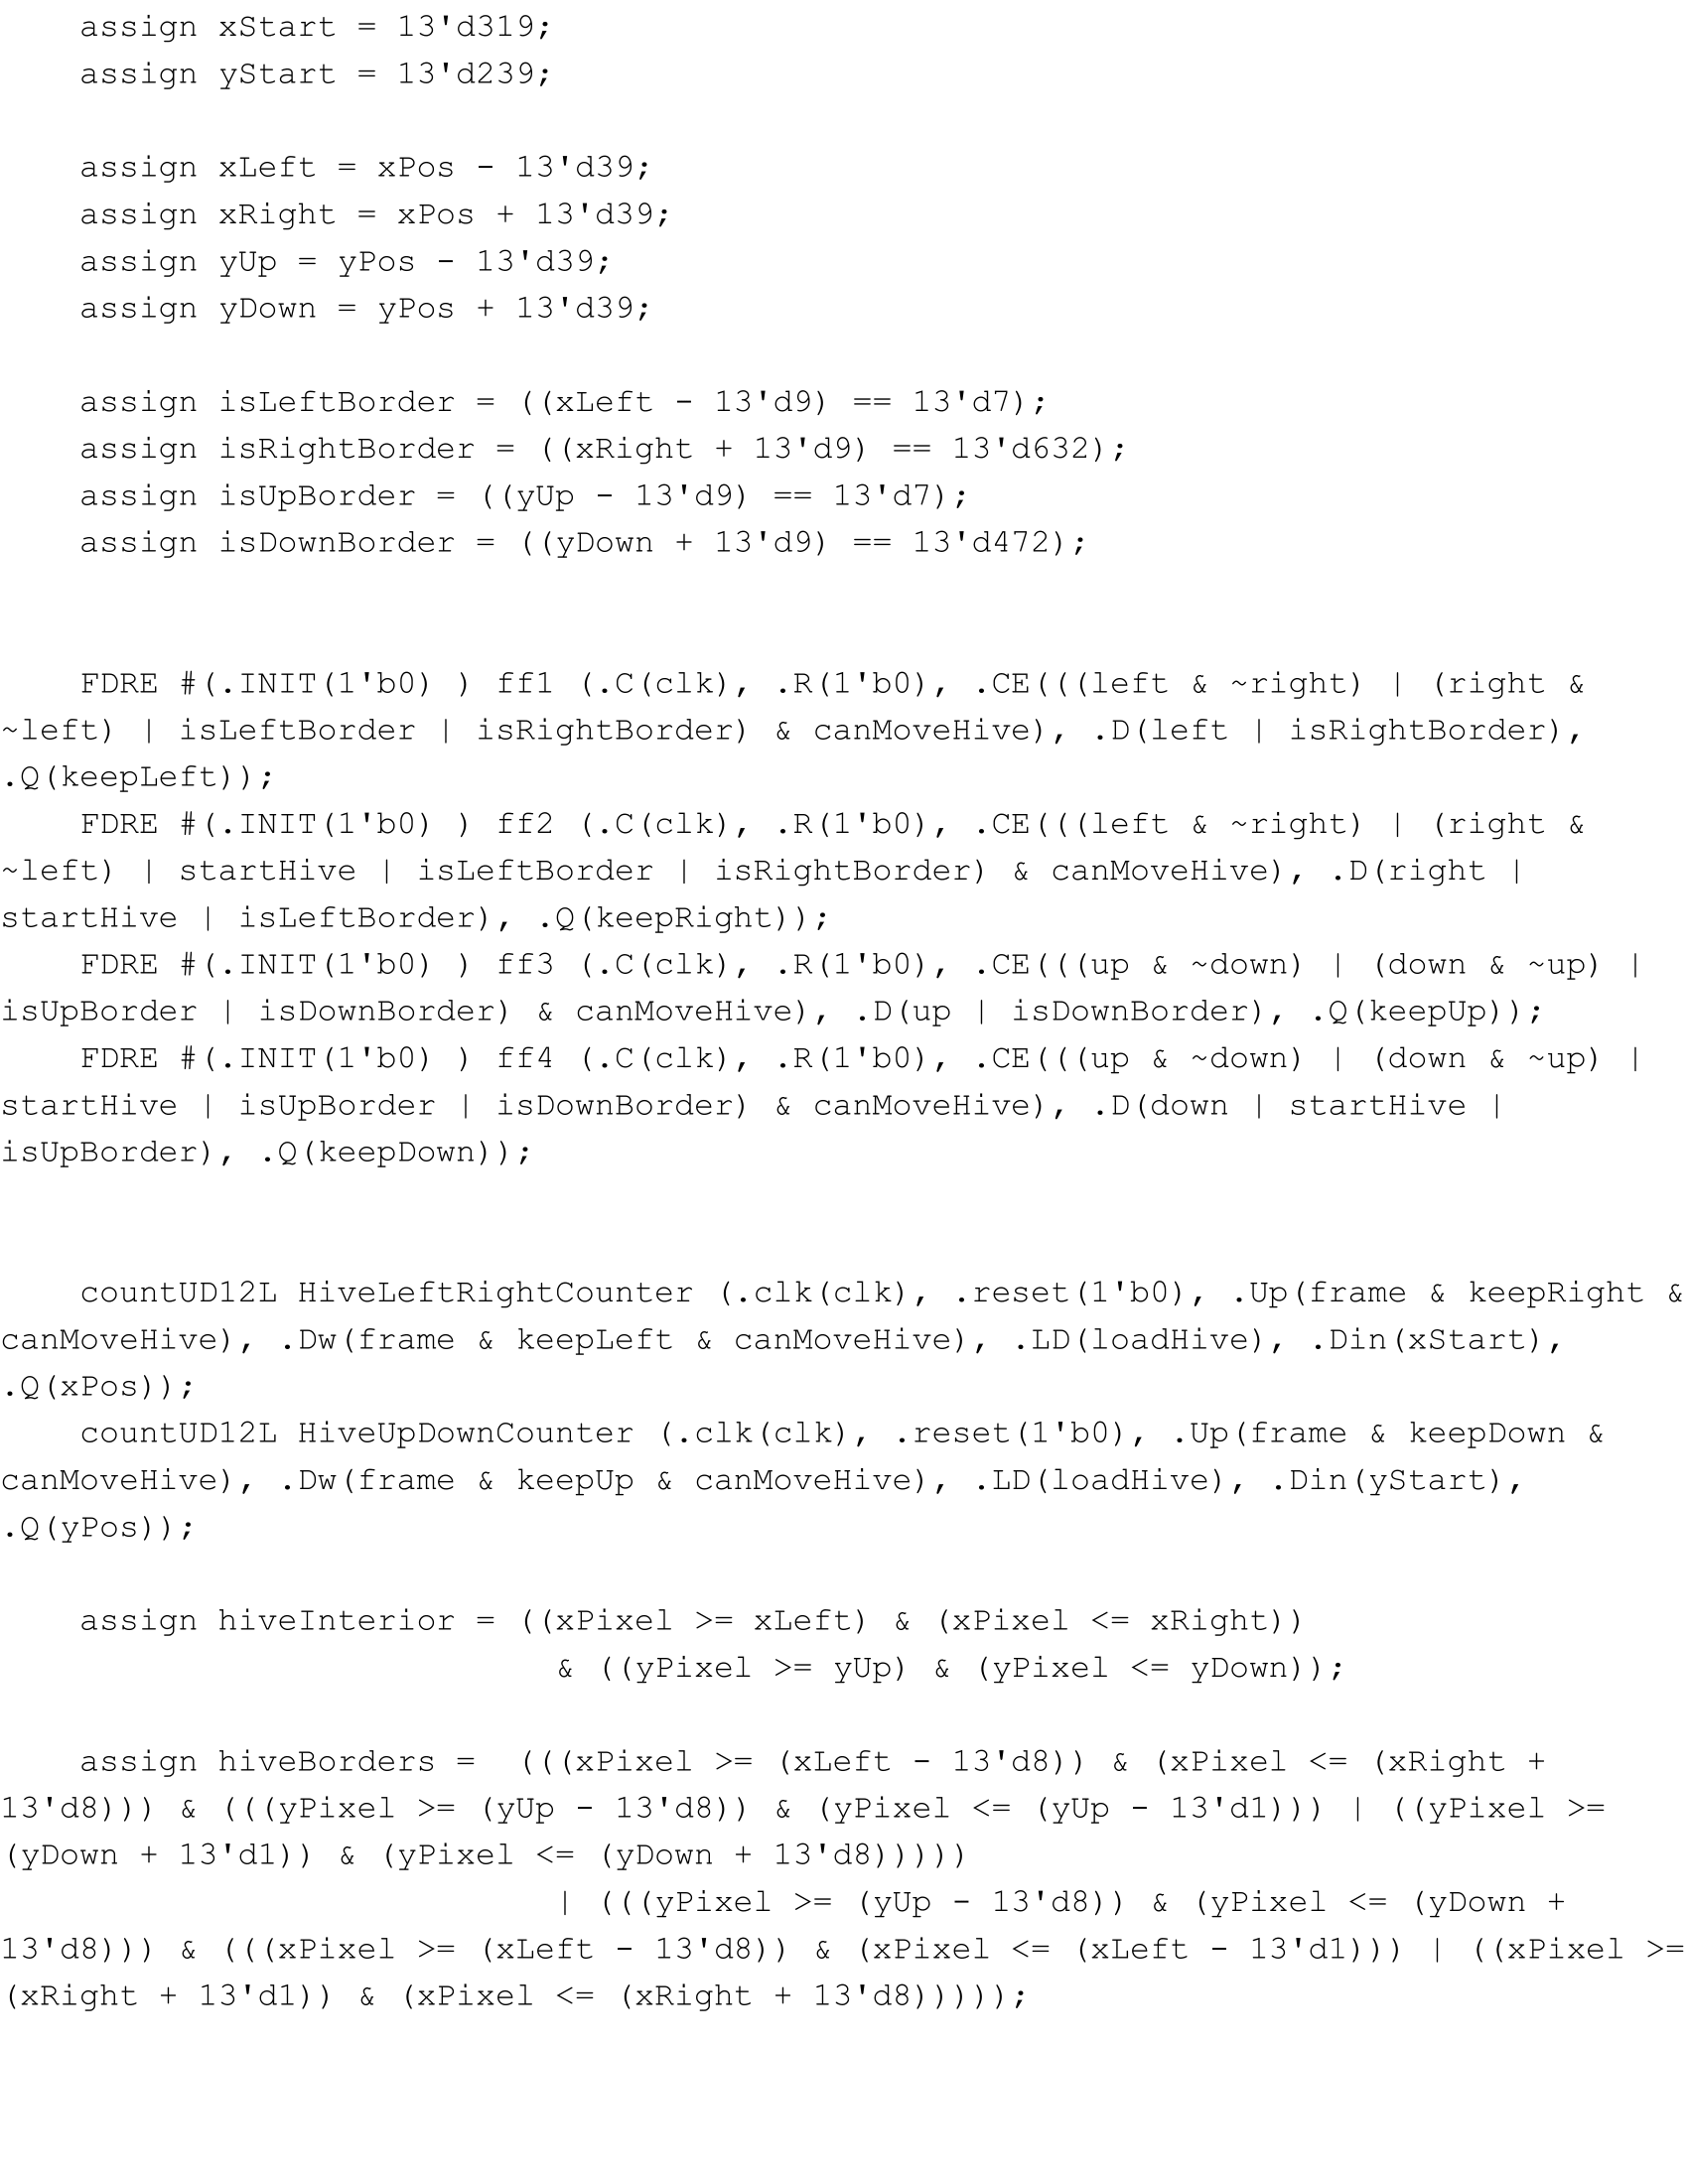 assign xStart = 13'd319;
assign yStart = 13'd239;
assign xLeft = xPos - 13'd39;
assign xRight = xPos + 13'd39;
assign yUp = yPos - 13'd39;
assign yDown = yPos + 13'd39;
assign isLeftBorder = ((xLeft - 13'd9) == 13'd7);
assign isRightBorder = ((xRight + 13'd9) == 13'd632);
assign isUpBorder = ((yUp - 13'd9) == 13'd7);
assign isDownBorder = ((yDown + 13'd9) == 13'd472);
FDRE #(.INIT(1'b0) ) ff1 (.C(clk), .R(1'b0), .CE(((left & ~right) | (right &
~left) | isLeftBorder | isRightBorder) & canMoveHive), .D(left | isRightBorder),
.Q(keepLeft));
FDRE #(.INIT(1'b0) ) ff2 (.C(clk), .R(1'b0), .CE(((left & ~right) | (right &
~left) | startHive | isLeftBorder | isRightBorder) & canMoveHive), .D(right |
startHive | isLeftBorder), .Q(keepRight));
FDRE #(.INIT(1'b0) ) ff3 (.C(clk), .R(1'b0), .CE(((up & ~down) | (down & ~up) |
isUpBorder | isDownBorder) & canMoveHive), .D(up | isDownBorder), .Q(keepUp));
FDRE #(.INIT(1'b0) ) ff4 (.C(clk), .R(1'b0), .CE(((up & ~down) | (down & ~up) |
startHive | isUpBorder | isDownBorder) & canMoveHive), .D(down | startHive |
isUpBorder), .Q(keepDown));
countUD12L HiveLeftRightCounter (.clk(clk), .reset(1'b0), .Up(frame & keepRight &
canMoveHive), .Dw(frame & keepLeft & canMoveHive), .LD(loadHive), .Din(xStart),
.Q(xPos));
countUD12L HiveUpDownCounter (.clk(clk), .reset(1'b0), .Up(frame & keepDown &
canMoveHive), .Dw(frame & keepUp & canMoveHive), .LD(loadHive), .Din(yStart),
.Q(yPos));
assign hiveInterior = ((xPixel >= xLeft) & (xPixel <= xRight))
& ((yPixel >= yUp) & (yPixel <= yDown));
assign hiveBorders =  (((xPixel >= (xLeft - 13'd8)) & (xPixel <= (xRight +
13'd8))) & (((yPixel >= (yUp - 13'd8)) & (yPixel <= (yUp - 13'd1))) | ((yPixel >=
(yDown + 13'd1)) & (yPixel <= (yDown + 13'd8)))))
| (((yPixel >= (yUp - 13'd8)) & (yPixel <= (yDown +
13'd8))) & (((xPixel >= (xLeft - 13'd8)) & (xPixel <= (xLeft - 13'd1))) | ((xPixel >=
(xRight + 13'd1)) & (xPixel <= (xRight + 13'd8)))));